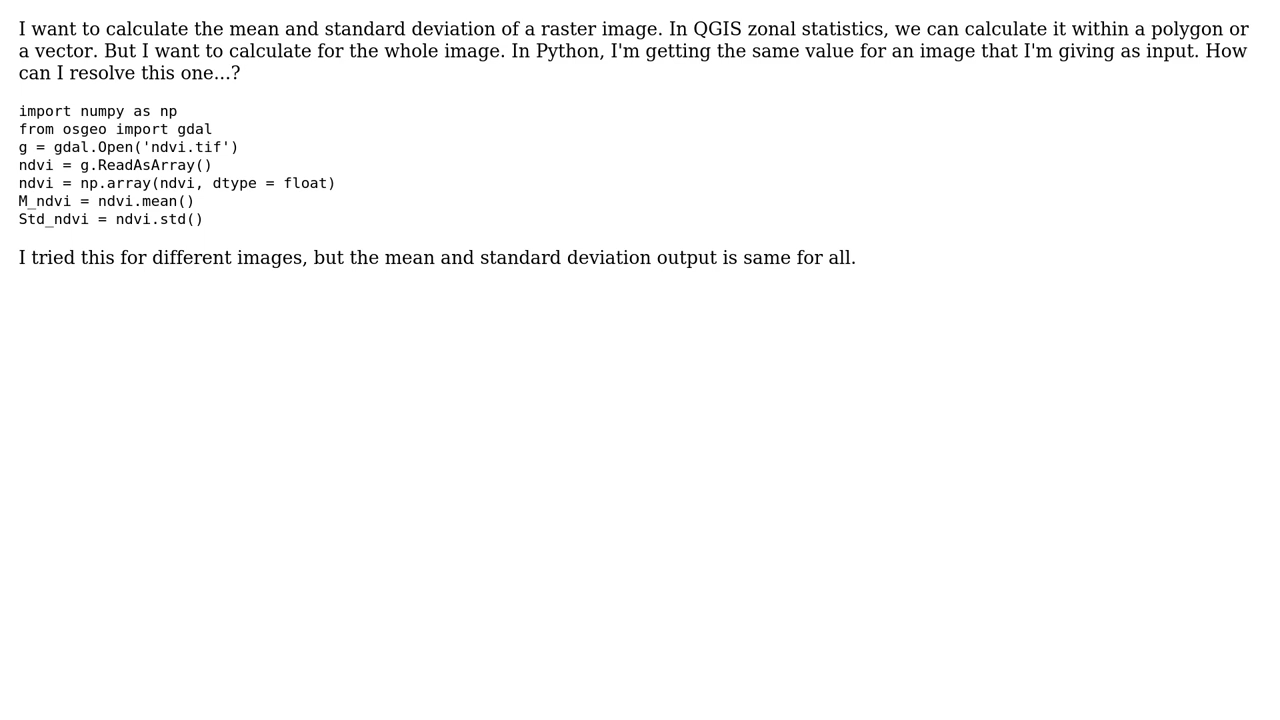 I want to calculate the mean and standard deviation of a raster image. In QGIS zonal statistics, we can calculate it within a polygon or
a vector. But I want to calculate for the whole image. In Python, I'm getting the same value for an image that I'm giving as input. How
can I resolve this one...?
import numpy as np
from osgeo import gdal
g = gdal.Open('ndvi.tif')
ndvi = g.ReadAsArray()
ndvi = np.array(ndvi, dtype = float)
M_ndvi = ndvi.mean()
Std_ndvi = ndvi.std()
I tried this for different images, but the mean and standard deviation output is same for all.